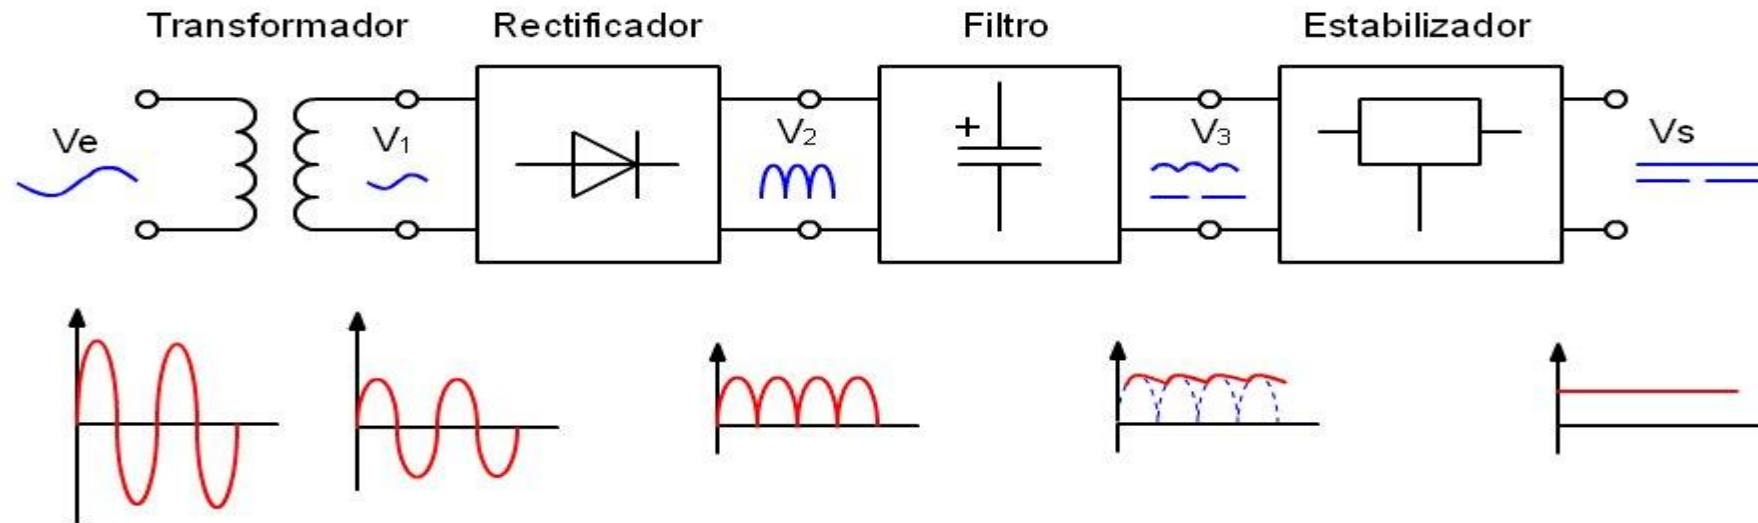 Transformador Rectificador Filtro Estabilizador
Ve V₁ V₂ + V₃ Vs